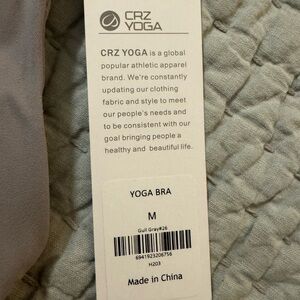 CRZ
YOGA
CRZ YOGA is a global
popular athletic apparel
brand. We're constantly
updating our clothing
fabric and style to meet
our people's needs and
to be consistent with our
goal bringing people a
healthy and beautiful life.
YOGA BRA
M
Gull Gray#26
6941923206756
H203
Made in China